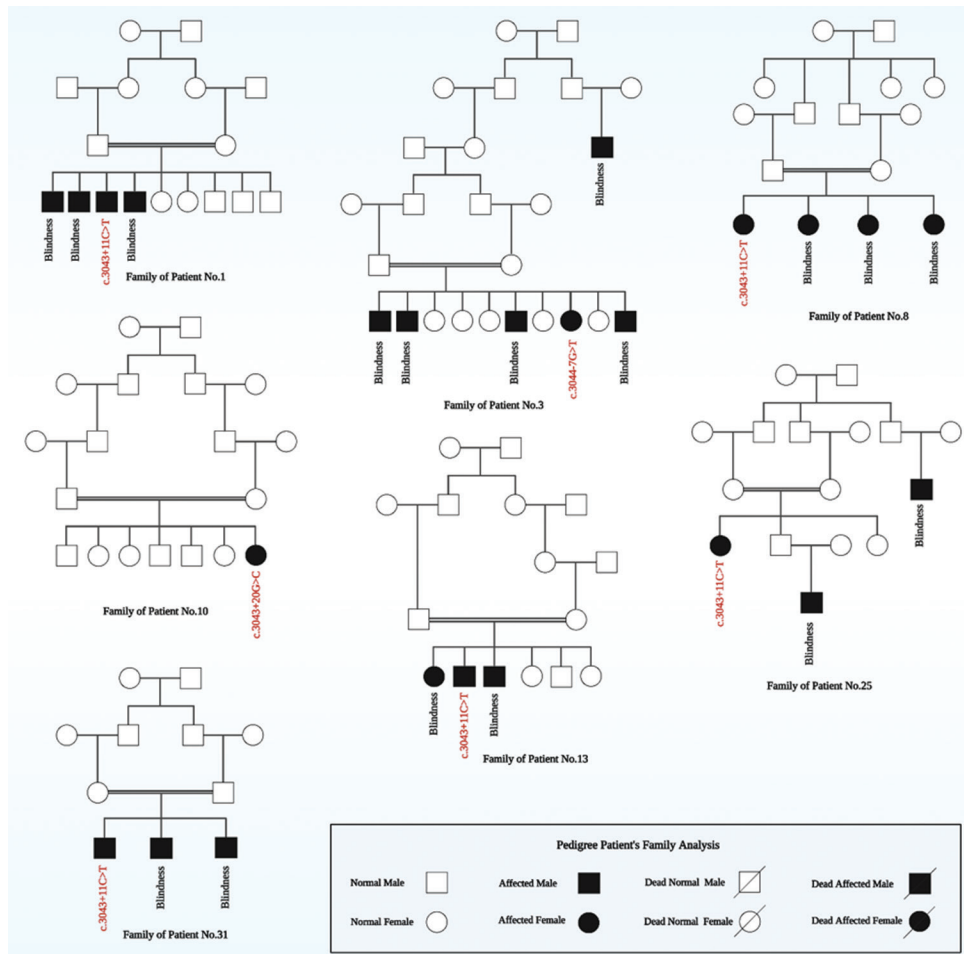 Blindness
Blindness
c.3043+11C>T
Blindness
Family of Patient No.1
Blindness
Blindness
Blindness
Blindness
c.3044-7G>T
Blindness
Family of Patient No.3
c.3043+11C>T
Blindness
Blindness
Blindness
Family of Patient No.8
c.3043+20G>C
Family of Patient No.10
Blindness
c.3043+11C>T
Blindness
Family of Patient No.13
Blindness
c.3043+11C>T
Blindness
Family of Patient No.25
c.3043+11C>T
Blindness
Blindness
Family of Patient No.31
Pedigree Patient's Family Analysis
Normal Male
Affected Male
Dead Normal Male
Dead Affected Male
Normal Female
Affected Female
Dead Normal Female
Dead Affected Female